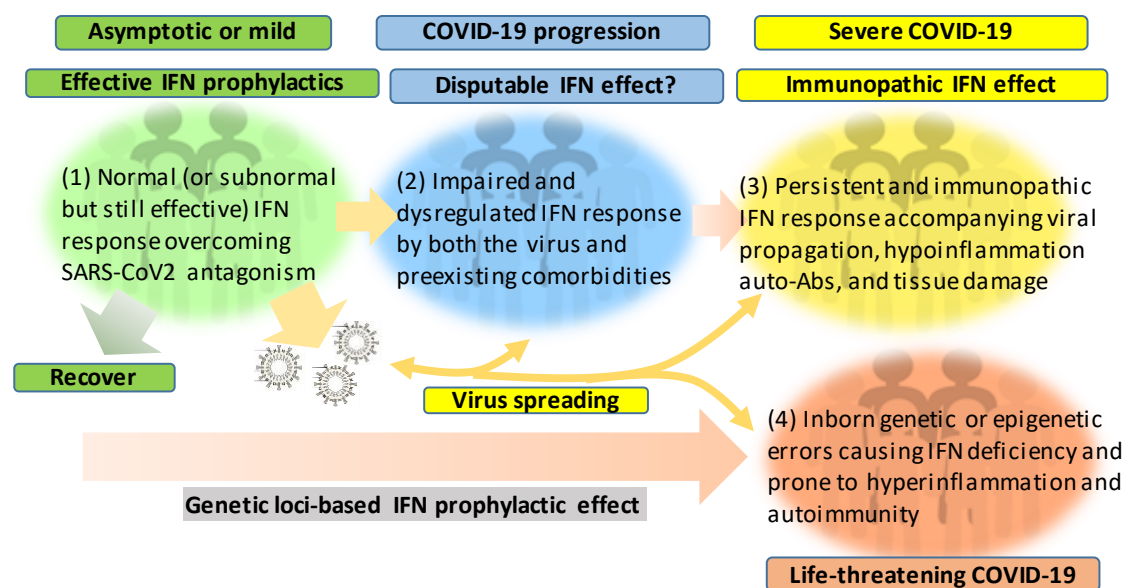 Asymptotic or mild
COVID-19 progression
Severe COVID-19
Effective IFN prophylactics
Disputable IFN effect?
Immunopathic IFN effect
(1) Normal (or subnormal
but still effective) IFN
response overcoming
SARS-CoV2 antagonism
(2) Impaired and
dysregulated IFN response
by both the virus and
preexisting comorbidities
(3) Persistent and immunopathic
IFN response accompanying viral
propagation, hypoinflammation
auto-Abs, and tissue damage
Recover
Virus spreading
(4) Inborn genetic or epigenetic
errors causing IFN deficiency and
prone to hyperinflammation and
autoimmunity
Genetic loci-based IFN prophylactic effect
Life-threatening COVID-19